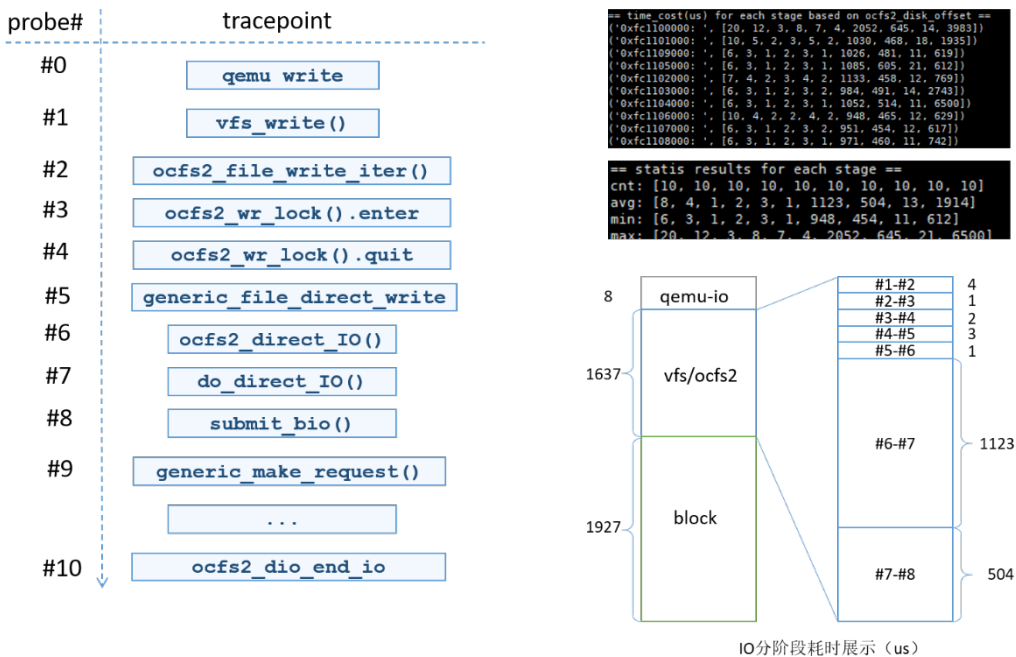 probe# tracepoint
#0 qemu write
#1 vfs_write()
#2 ocfs2_file_write_iter()
#3 ocfs2_wr_lock().enter
#4 ocfs2_wr_lock().quit
#5 generic_file_direct_write
#6 ocfs2_direct_IO()
#7 do_direct_IO()
#8 submit_bio()
#9 generic_make_request()
...
#10 ocfs2_dio_end_io
== time_cost(us) for each stage based on ocfs2_disk_offset ==
('0xfc1100000: ', [20, 12, 3, 8, 7, 4, 2052, 645, 14, 3983])
('0xfc1101000: ', [10, 5, 2, 3, 5, 2, 1030, 468, 18, 1935])
('0xfc1109000: ', [6, 3, 1, 2, 3, 1, 1026, 481, 11, 619])
('0xfc1105000: ', [6, 3, 1, 2, 3, 1, 1085, 605, 21, 612])
('0xfc1102000: ', [7, 4, 2, 3, 4, 2, 1133, 458, 12, 769])
('0xfc1103000: ', [6, 3, 1, 2, 3, 2, 984, 491, 14, 2743])
('0xfc1104000: ', [6, 3, 1, 2, 3, 1, 1052, 514, 11, 6500])
('0xfc1106000: ', [10, 4, 2, 2, 4, 2, 948, 465, 12, 629])
('0xfc1107000: ', [6, 3, 1, 2, 3, 2, 951, 454, 12, 617])
('0xfc1108000: ', [6, 3, 1, 2, 3, 1, 971, 460, 11, 742])
== statis results for each stage ==
cnt: [10, 10, 10, 10, 10, 10, 10, 10, 10, 10]
avg: [8, 4, 1, 2, 3, 1, 1123, 504, 13, 1914]
min: [6, 3, 1, 2, 3, 1, 948, 454, 11, 612]
max: [20, 12, 3, 8, 7, 4, 2052, 645, 21, 6500]
8 qemu-io
1637 vfs/ocfs2
1927 block
#1-#2 4
#2-#3 1
#3-#4 2
#4-#5 3
#5-#6 1
#6-#7 1123
#7-#8 504
IO分阶段耗时展示（us）